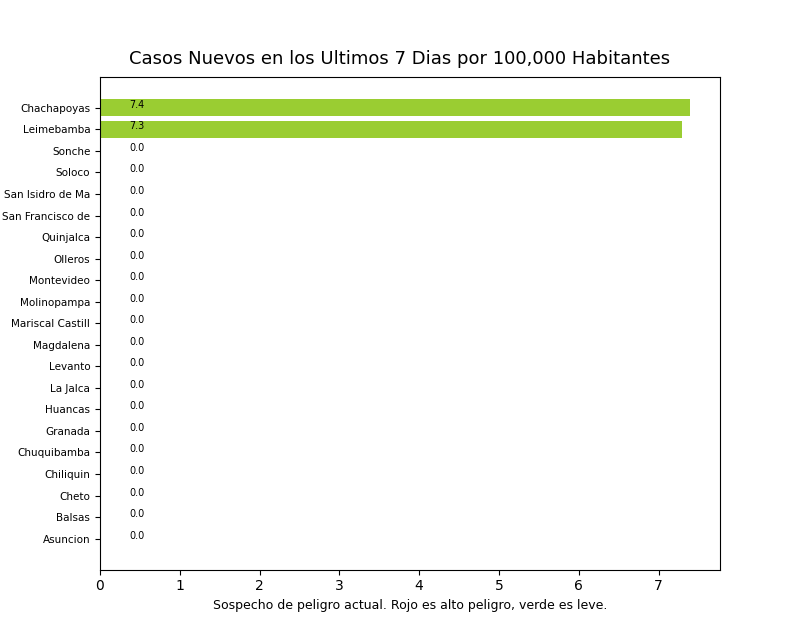 Casos Nuevos en los Ultimos 7 Dias por 100,000 Habitantes
Chachapoyas 7.4
Leimebamba 7.3
Sonche 0.0
Soloco 0.0
San Isidro de Ma 0.0
San Francisco de 0.0
Quinjalca 0.0
Olleros 0.0
Montevideo 0.0
Molinopampa 0.0
Mariscal Castill 0.0
Magdalena 0.0
Levanto 0.0
La Jalca 0.0
Huancas 0.0
Granada 0.0
Chuquibamba 0.0
Chiliquin 0.0
Cheto 0.0
Balsas 0.0
Asuncion 0.0
0 1 2 3 4 5 6 7
Sospecho de peligro actual. Rojo es alto peligro, verde es leve.